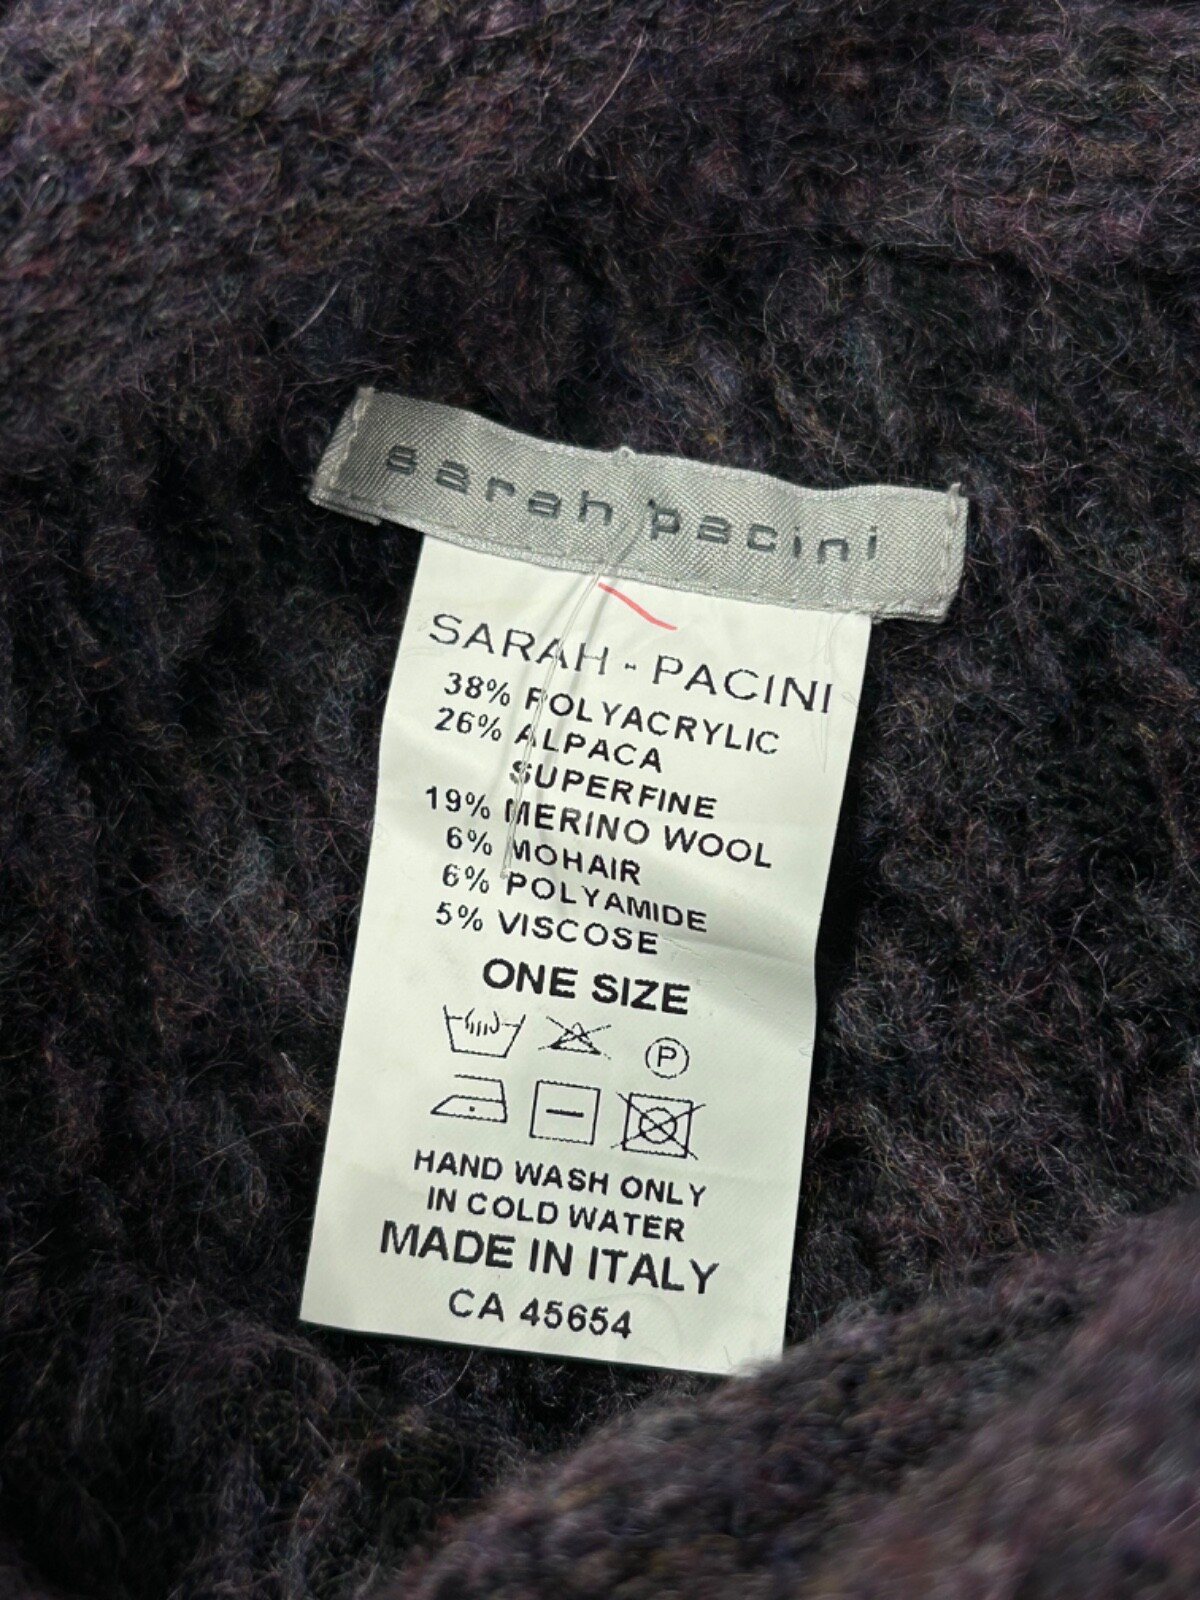 sarah pacini
SARAH - PACINI
38% POLYACRYLIC
26% ALPACA
SUPERFINE
19% MERINO WOOL
6% MOHAIR
6% POLYAMIDE
5% VISCOSE
ONE SIZE
P
HAND WASH ONLY
IN COLD WATER
MADE IN ITALY
CA 45654